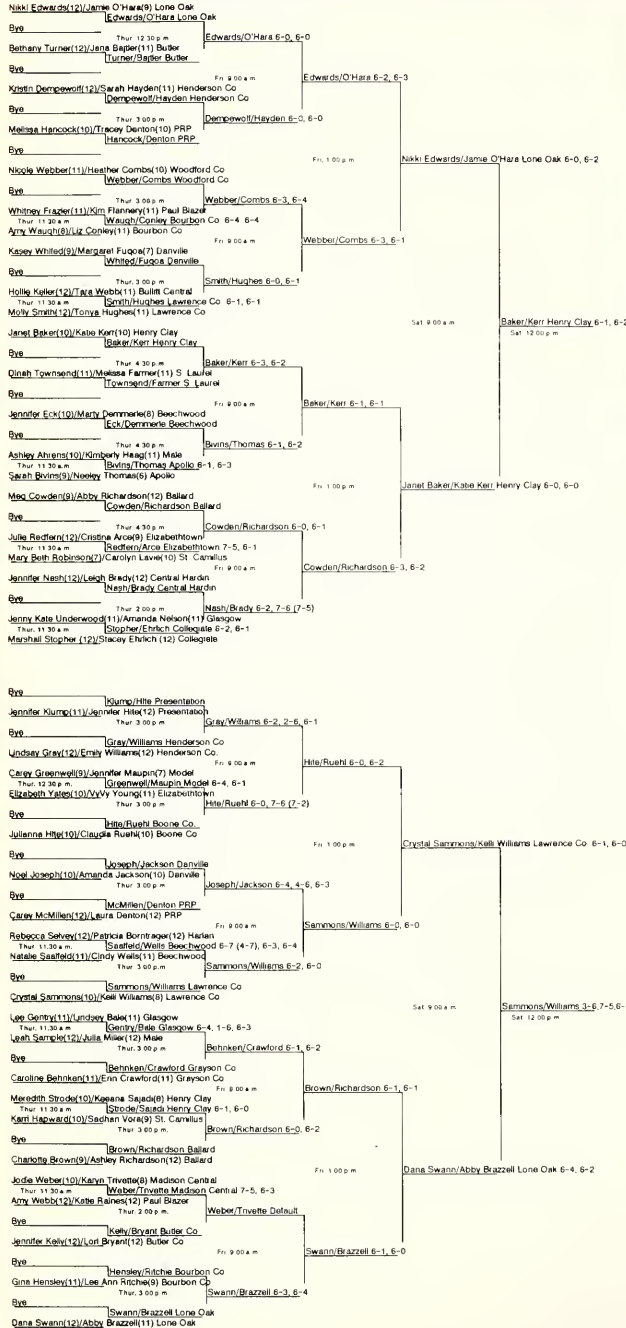 Nikki Edwards(12)/Jamie O'Hara(9) Lone Oak
Edwards/O'Hara Lone Oak
Bye
Thur 12 30 p m
Edwards/O'Hara 6-0, 6-0
Bethany Turner(12)/Jana Bajtler(11) Butler
Turner/Bajtler Butler
Bye
Fri 9 00 a m
Edwards/O'Hara 6-2, 6-3
Kristin Dempewolf(12)/Sarah Hayden(11) Henderson Co
Dempewolf/Hayden Henderson Co
Bye
Thur 3 00 p m
Dempewolf/Hayden 6-0, 6-0
Melissa Hancock(10)/Tracey Denton(10) PRP
Hancock/Denton PRP
Bye
Fri. 1.00 p m
Nikki Edwards/Jamie O'Hara Lone Oak 6-0, 6-2
Nicole Webber(11)/Heather Combs(10) Woodford Co
Webber/Combs Woodford Co
Bye
Thur 3 00 p m
Webber/Combs 6-3, 6-4
Whitney Frazier(11)/Kim Flannery(11) Paul Blazer
Thur 11 30 a m
Waugh/Conley Bourbon Co 6-4 6-4
Amy Waugh(8)/Liz Conley(11) Bourbon Co
Fri 9 00 a m
Webber/Combs 6-3, 6-1
Kasey Whited(9)/Margaret Fuqoa(7) Danville
Whited/Fuqoa Danville
Bye
Thur. 3.00 p m
Smith/Hughes 6-0, 6-1
Hollie Keller(12)/Tara Webb(11) Bullitt Central
Thur 11 30 a m
Smith/Hughes Lawrence Co 6-1, 6-1
Molly Smith(12)/Tonya Hughes(11) Lawrence Co
Sat 9 00 a m
Baker/Kerr Henry Clay 6-1, 6-2
Sat. 12.00 p m
Janet Baker(10)/Katie Kerr(10) Henry Clay
Baker/Kerr Henry Clay
Bye
Thur 4 30 p m
Baker/Kerr 6-3, 6-2
Dinah Townsend(11)/Melissa Farmer(11) S Laurel
Townsend/Farmer S Laurel
Bye
Fri 9 00 a m
Baker/Kerr 6-1, 6-1
Jennifer Eck(10)/Marty Demmerle(8) Beechwood
Eck/Demmerle Beechwood
Bye
Thur 4 30 p m
Bivins/Thomas 6-1, 6-2
Ashley Ahrens(10)/Kimberly Haag(11) Male
Thur 11 30 a m
Bivins/Thomas Apollo 6-1, 6-3
Sarah Bivins(9)/Neeley Thomas(6) Apollo
Fri 1 00 p m
Janet Baker/Katie Kerr Henry Clay 6-0, 6-0
Meg Cowden(9)/Abby Richardson(12) Ballard
Cowden/Richardson Ballard
Bye
Thur 4.30 p m
Cowden/Richardson 6-0, 6-1
Julie Redfern(12)/Cristina Arce(9) Elizabethtown
Thur 11 30 a m
Redfern/Arce Elizabethtown 7-5, 6-1
Mary Beth Robinson(7)/Carolyn Lavie(10) St Camillus
Fri 9 00 a m
Cowden/Richardson 6-3, 6-2
Jennifer Nash(12)/Leigh Brady(12) Central Hardin
Nash/Brady Central Hardin
Bye
Thur 2 00 p m
Nash/Brady 6-2, 7-6 (7-5)
Jenny Kate Underwood(11)/Amanda Nelson(11) Glasgow
Thur. 11.30 a m
Stopher/Ehrlich Collegiate 6-2, 6-1
Marshall Stopher (12)/Stacey Ehrlich (12) Collegiate
Bye
Klump/Hite Presentation
Jennifer Klump(11)/Jennifer Hite(12) Presentation
Thur 3 00 p m
Gray/Williams 6-2, 2-6, 6-1
Bye
Gray/Williams Henderson Co
Lindsay Gray(12)/Emily Williams(12) Henderson Co.
Fri 9 00 a m
Hite/Ruehl 6-0, 6-2
Carey Greenwell(9)/Jennifer Maupin(7) Model
Thur. 12 30 p m
Greenwell/Maupin Model 6-4, 6-1
Elizabeth Yates(10)/VyVy Young(11) Elizabethtown
Thur 3 00 p m
Hite/Ruehl 6-0, 7-6 (7-2)
Bye
Hite/Ruehl Boone Co.
Julianna Hite(10)/Claudia Ruehl(10) Boone Co
Fri 1 00 p m
Crystal Sammons/Kelli Williams Lawrence Co 6-1, 6-0
Bye
Joseph/Jackson Danville
Noel Joseph(10)/Amanda Jackson(10) Danville
Thur 3 00 p m
Joseph/Jackson 6-4, 4-6, 6-3
Bye
McMillen/Denton PRP
Carey McMillen(12)/Laura Denton(12) PRP
Fri 9 00 a m
Sammons/Williams 6-0, 6-0
Rebecca Selvey(12)/Patricia Borntrager(12) Harlan
Thur 11.30 a m.
Saalfeld/Wells Beechwood 6-7 (4-7), 6-3, 6-4
Natalie Saalfeld(11)/Cindy Wells(11) Beechwood
Thur 3 00 p m
Sammons/Williams 6-2, 6-0
Bye
Sammons/Williams Lawrence Co
Crystal Sammons(10)/Kelli Williams(8) Lawrence Co
Sat 9 00 a m
Sammons/Williams 3-6,7-5,6-
Sat 12 00 p m
Lee Gentry(11)/Lindsey Bale(11) Glasgow
Thur. 11.30 a m
Gentry/Bale Glasgow 6-4, 1-6, 6-3
Leah Sample(12)/Julia Miller(12) Male
Thur. 3 00 p m
Behnken/Crawford 6-1, 6-2
Bye
Behnken/Crawford Grayson Co
Caroline Behnken(11)/Erin Crawford(11) Grayson Co
Fri 9 00 a m
Brown/Richardson 6-1, 6-1
Meredith Strode(10)/Keeana Sajadi(8) Henry Clay
Thur 11 30 a m
Strode/Sajadi Henry Clay 6-1, 6-0
Karri Hapward(10)/Sadhan Vora(9) St. Camillus
Thur 3 00 p m.
Brown/Richardson 6-0, 6-2
Bye
Brown/Richardson Ballard
Charlotte Brown(9)/Ashley Richardson(12) Ballard
Fri 1 00 p m
Dana Swann/Abby Brazzell Lone Oak 6-4, 6-2
Jodie Weber(10)/Karyn Trivette(8) Madison Central
Thur 11 30 a m
Weber/Trivette Madison Central 7-5, 6-3
Amy Webb(12)/Katie Raines(12) Paul Blazer
Thur. 2 00 p m
Weber/Trivette Default
Bye
Kelly/Bryant Butler Co
Jennifer Kelly(12)/Lori Bryant(12) Butler Co
Fri 9 00 a m
Swann/Brazzell 6-1, 6-0
Bye
Hensley/Ritchie Bourbon Co
Gina Hensley(11)/Lee Ann Ritchie(9) Bourbon Co
Thur. 3.00 p m
Swann/Brazzell 6-3, 6-4
Bye
Swann/Brazzell Lone Oak
Dana Swann(12)/Abby Brazzell(11) Lone Oak